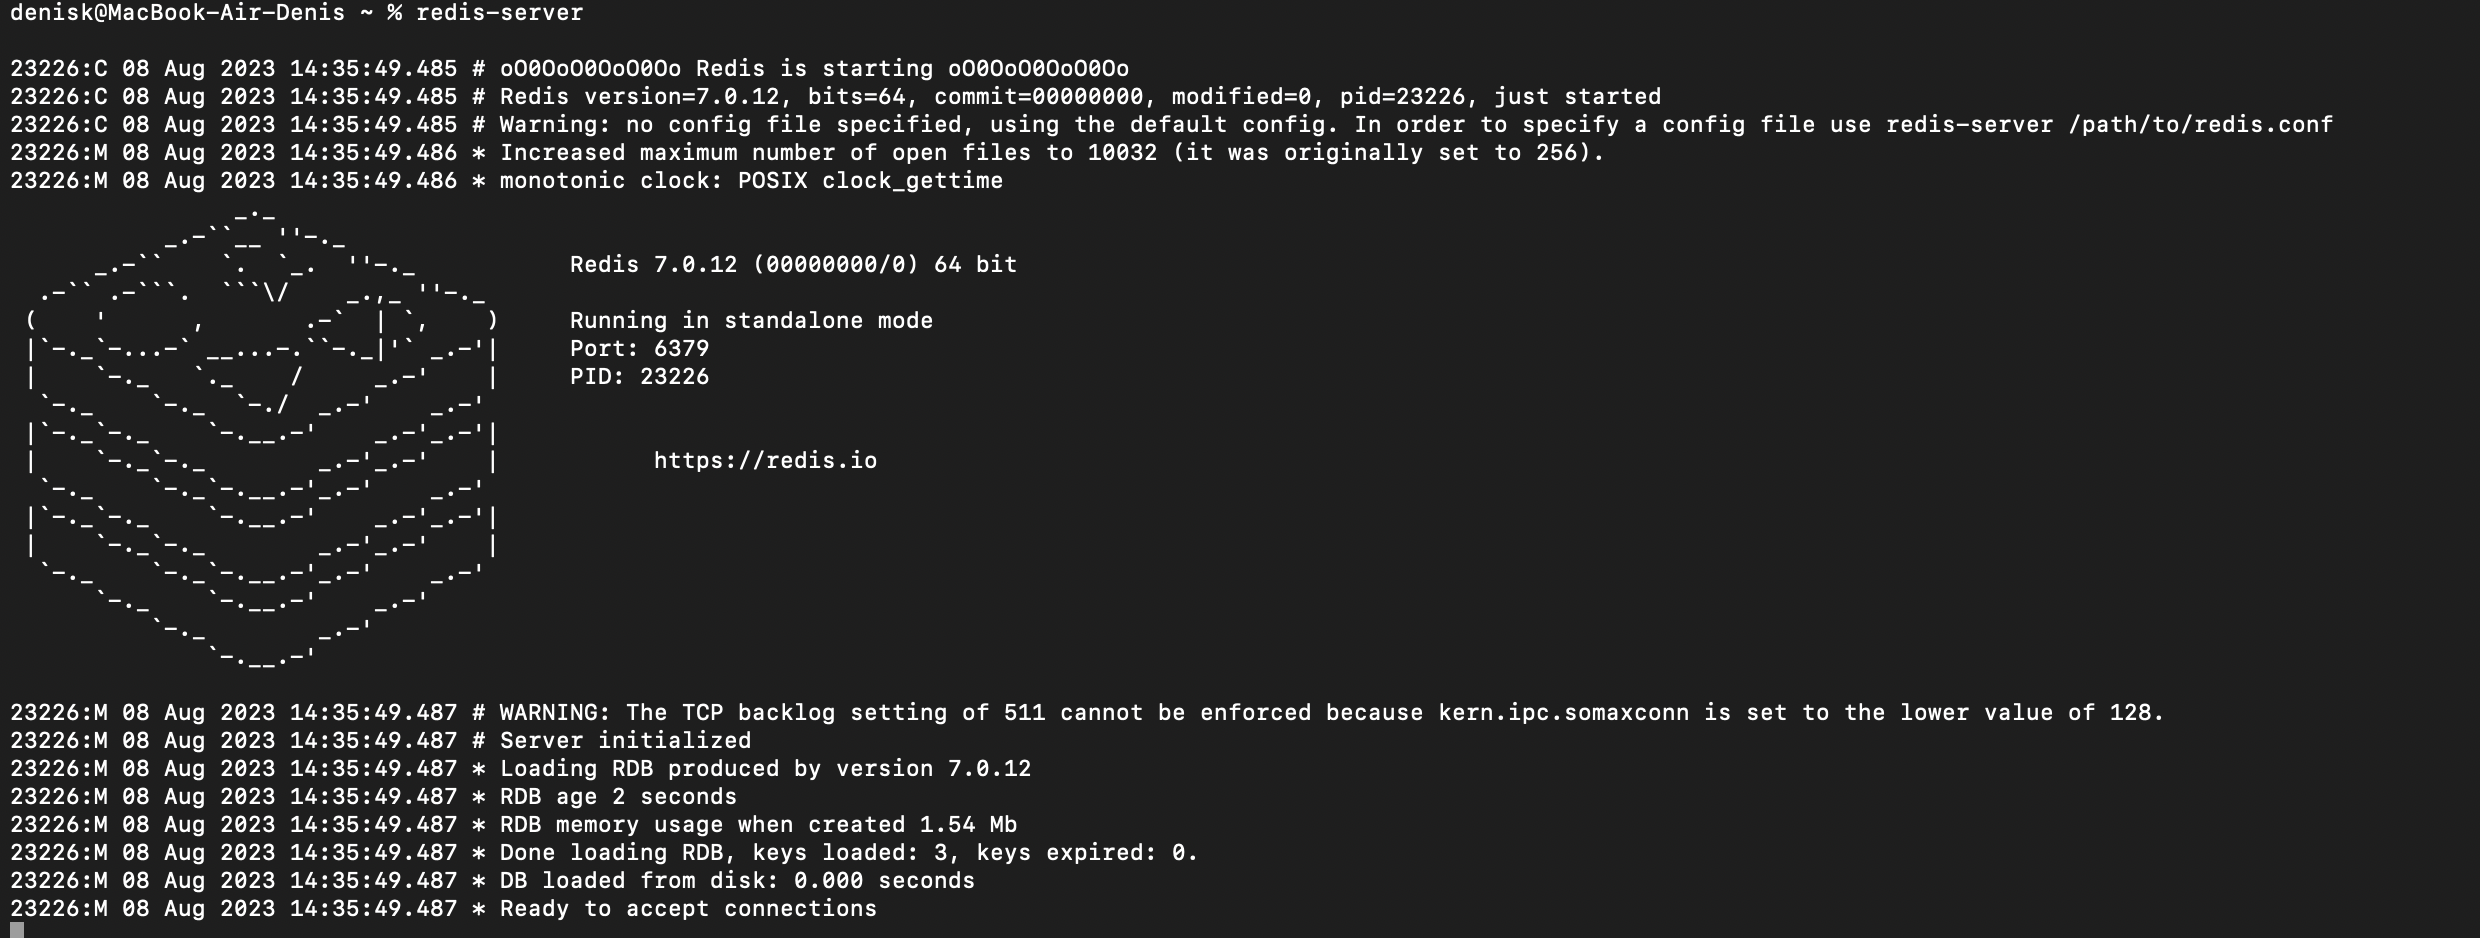 denisk@MacBook-Air-Denis ~ % redis-server
23226:C 08 Aug 2023 14:35:49.485 # oO0OoO0OoO0Oo Redis is starting oO0OoO0OoO0Oo
23226:C 08 Aug 2023 14:35:49.485 # Redis version=7.0.12, bits=64, commit=00000000, modified=0, pid=23226, just started
23226:C 08 Aug 2023 14:35:49.485 # Warning: no config file specified, using the default config. In order to specify a config file use redis-server /path/to/redis.conf
23226:M 08 Aug 2023 14:35:49.486 * Increased maximum number of open files to 10032 (it was originally set to 256).
23226:M 08 Aug 2023 14:35:49.486 * monotonic clock: POSIX clock_gettime
Redis 7.0.12 (00000000/0) 64 bit
Running in standalone mode
Port: 6379
PID: 23226
https://redis.io
23226:M 08 Aug 2023 14:35:49.487 # WARNING: The TCP backlog setting of 511 cannot be enforced because kern.ipc.somaxconn is set to the lower value of 128.
23226:M 08 Aug 2023 14:35:49.487 # Server initialized
23226:M 08 Aug 2023 14:35:49.487 * Loading RDB produced by version 7.0.12
23226:M 08 Aug 2023 14:35:49.487 * RDB age 2 seconds
23226:M 08 Aug 2023 14:35:49.487 * RDB memory usage when created 1.54 Mb
23226:M 08 Aug 2023 14:35:49.487 * Done loading RDB, keys loaded: 3, keys expired: 0.
23226:M 08 Aug 2023 14:35:49.487 * DB loaded from disk: 0.000 seconds
23226:M 08 Aug 2023 14:35:49.487 * Ready to accept connections